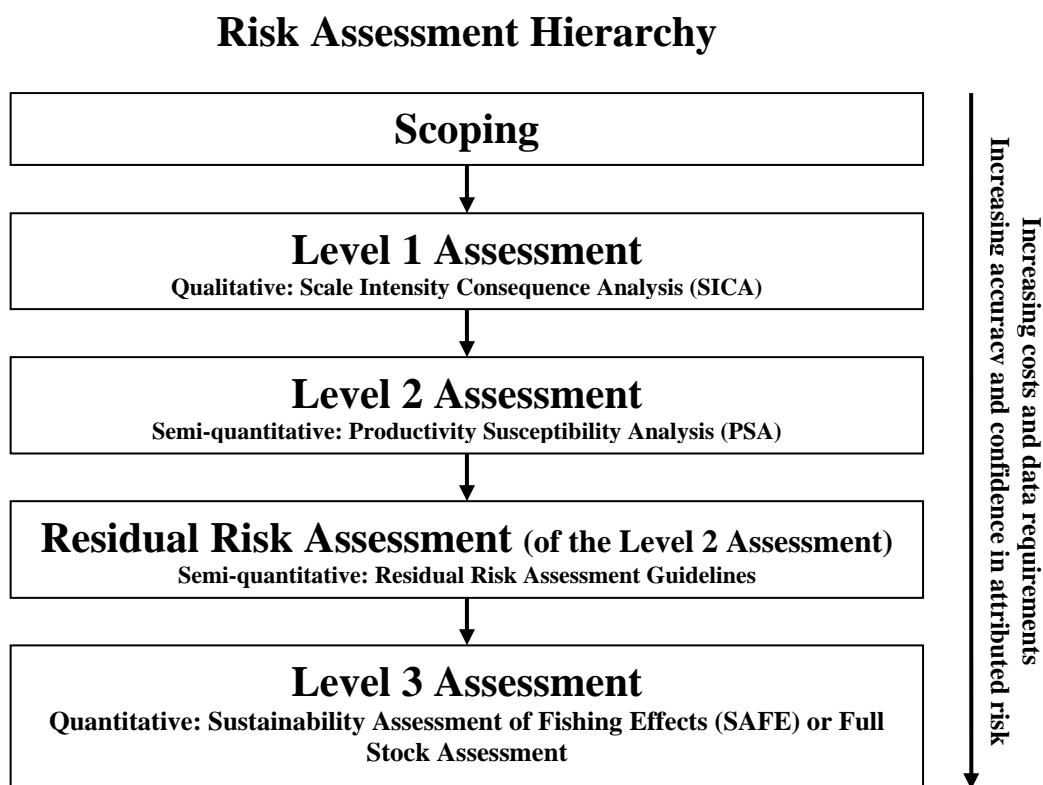 Risk Assessment Hierarchy
Scoping
Level 1 Assessment
Qualitative: Scale Intensity Consequence Analysis (SICA)
Level 2 Assessment
Semi-quantitative: Productivity Susceptibility Analysis (PSA)
Residual Risk Assessment (of the Level 2 Assessment)
Semi-quantitative: Residual Risk Assessment Guidelines
Level 3 Assessment
Quantitative: Sustainability Assessment of Fishing Effects (SAFE) or Full
Stock Assessment
Increasing costs and data requirements
Increasing accuracy and confidence in attributed risk